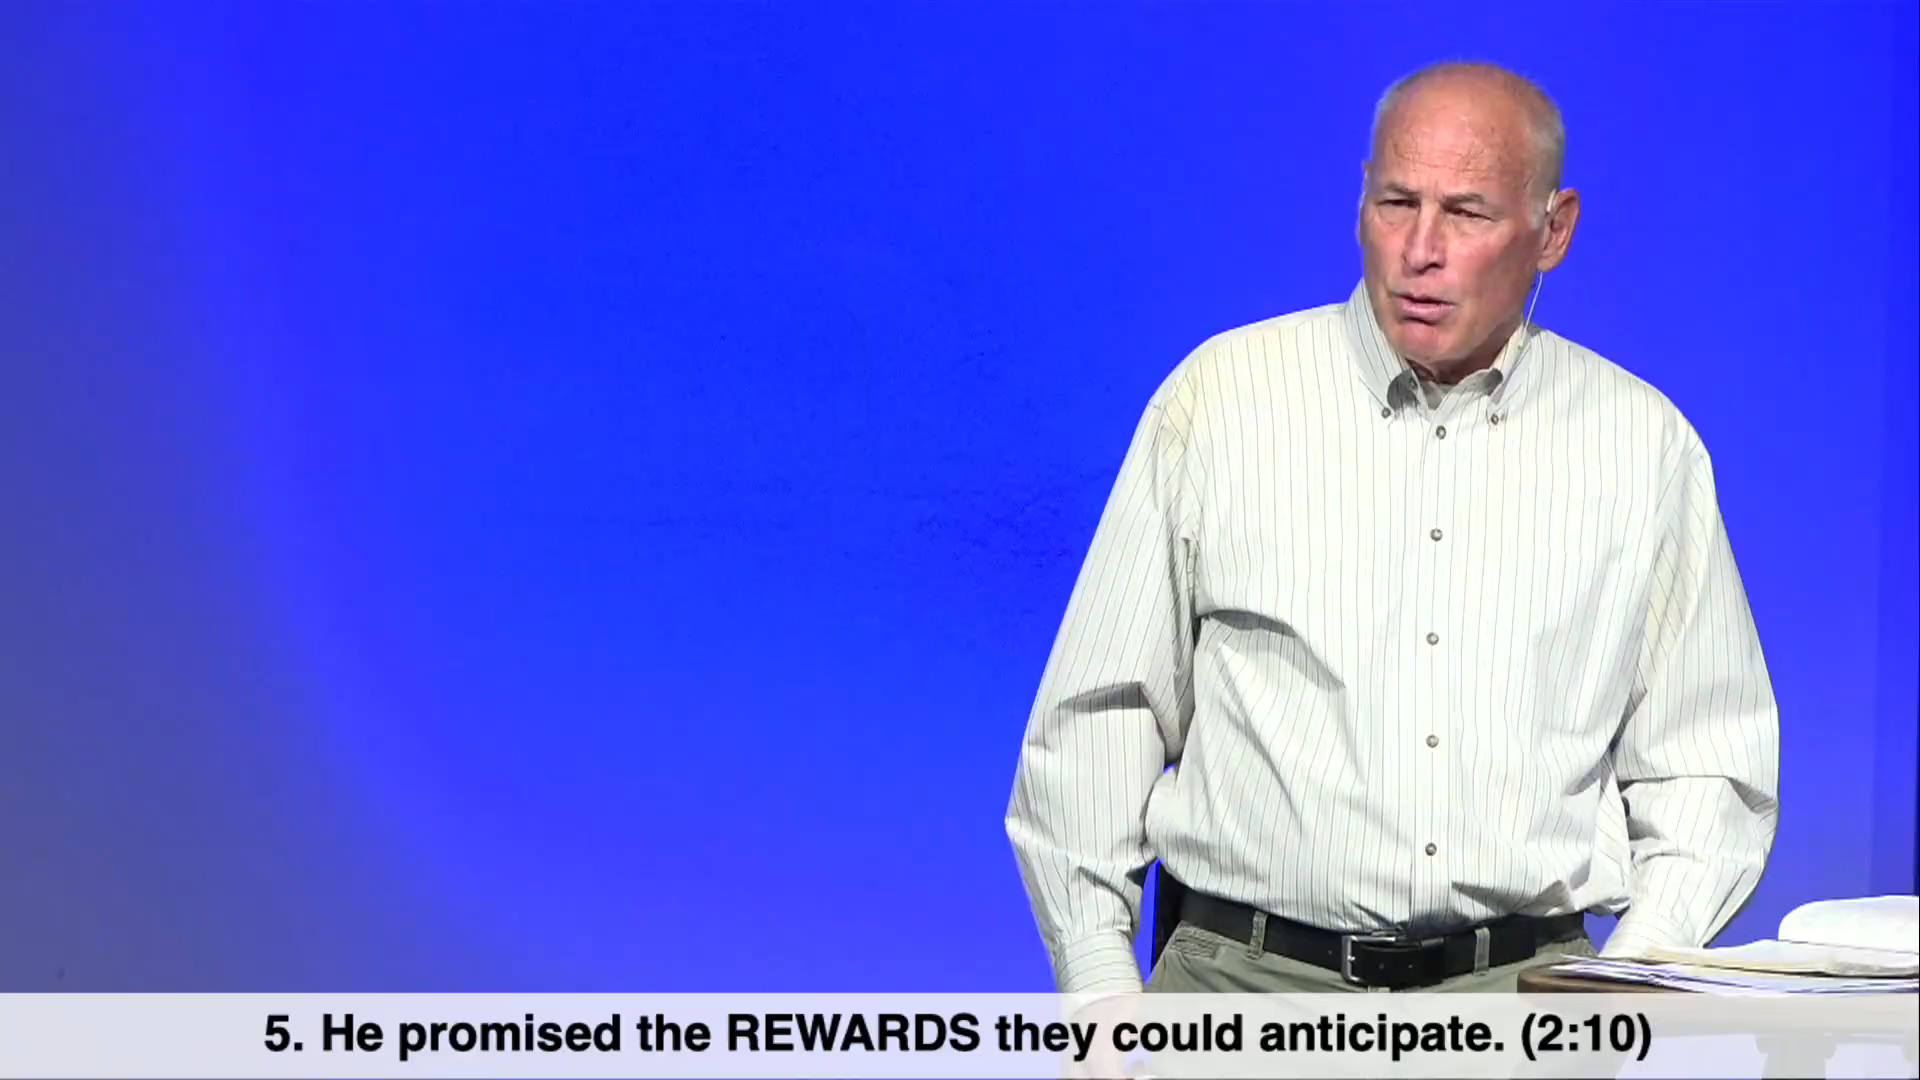 5. He promised the REWARDS they could anticipate. (2:10)